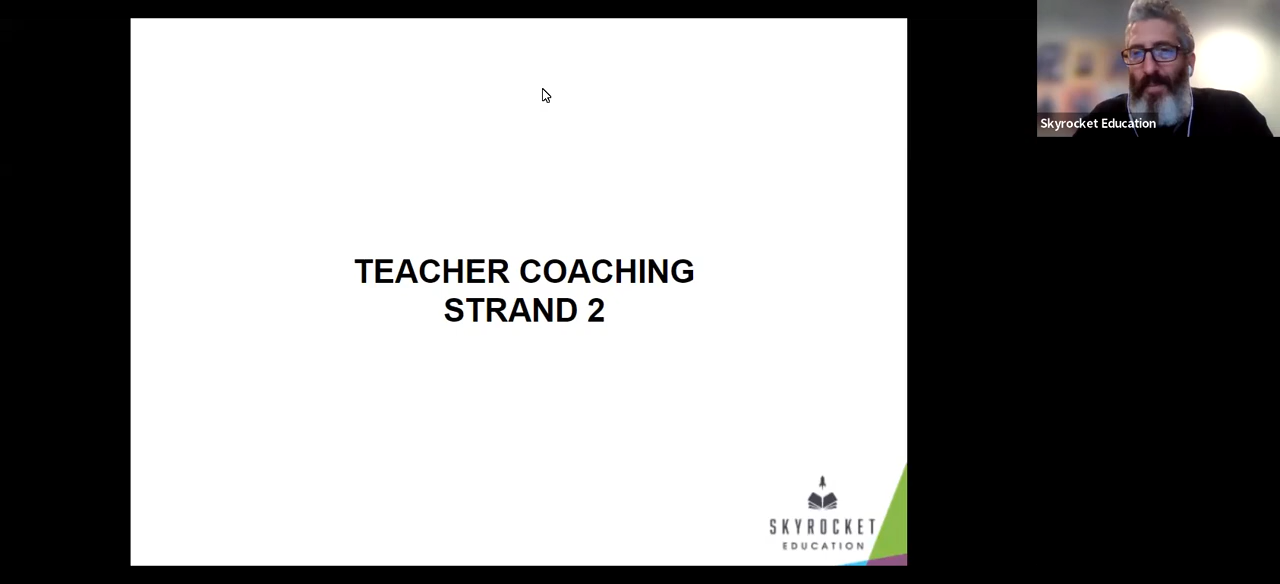 TEACHER COACHING
STRAND 2
SKYROCKET
EDUCATION
Skyrocket Education